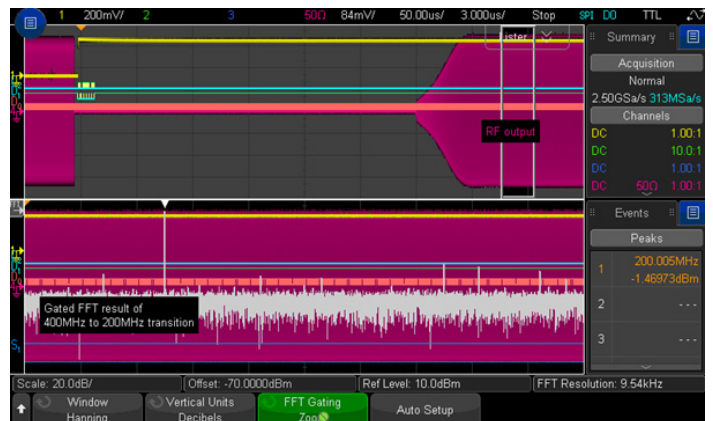 1 200mV/ 2 3 50Ω 84mV/ 50.00us/ 3.000us/ Stop SPI D0 TTL
Lister
Summary
Acquisition
Normal
2.50GSa/s 313MSa/s
Channels
DC 1.00:1
DC 10.0:1
DC 1.00:1
DC 50Ω 1.00:1
RF output
Events
Peaks
1 200.005MHz
-1.46973dBm
2 - - -
3 - - -
Gated FFT result of
400MHz to 200MHz transition
S1
Scale: 20.0dB/ Offset: -70.0000dBm Ref Level: 10.0dBm FFT Resolution: 9.54kHz
Window Vertical Units FFT Gating Auto Setup
Hanning Decibels Zoom